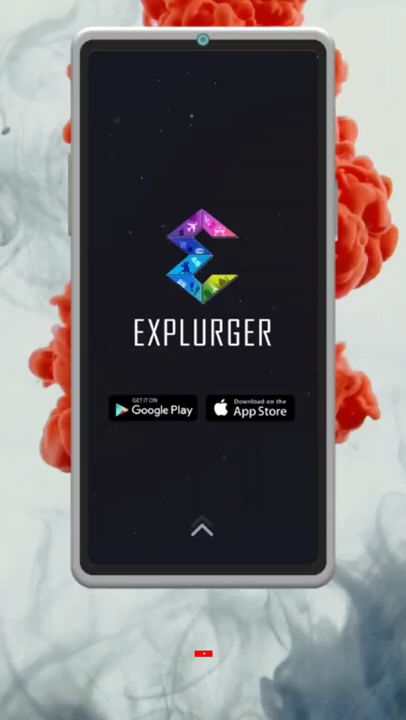 EXPLURGER
GET IT ON
Google Play
Download on the
App Store